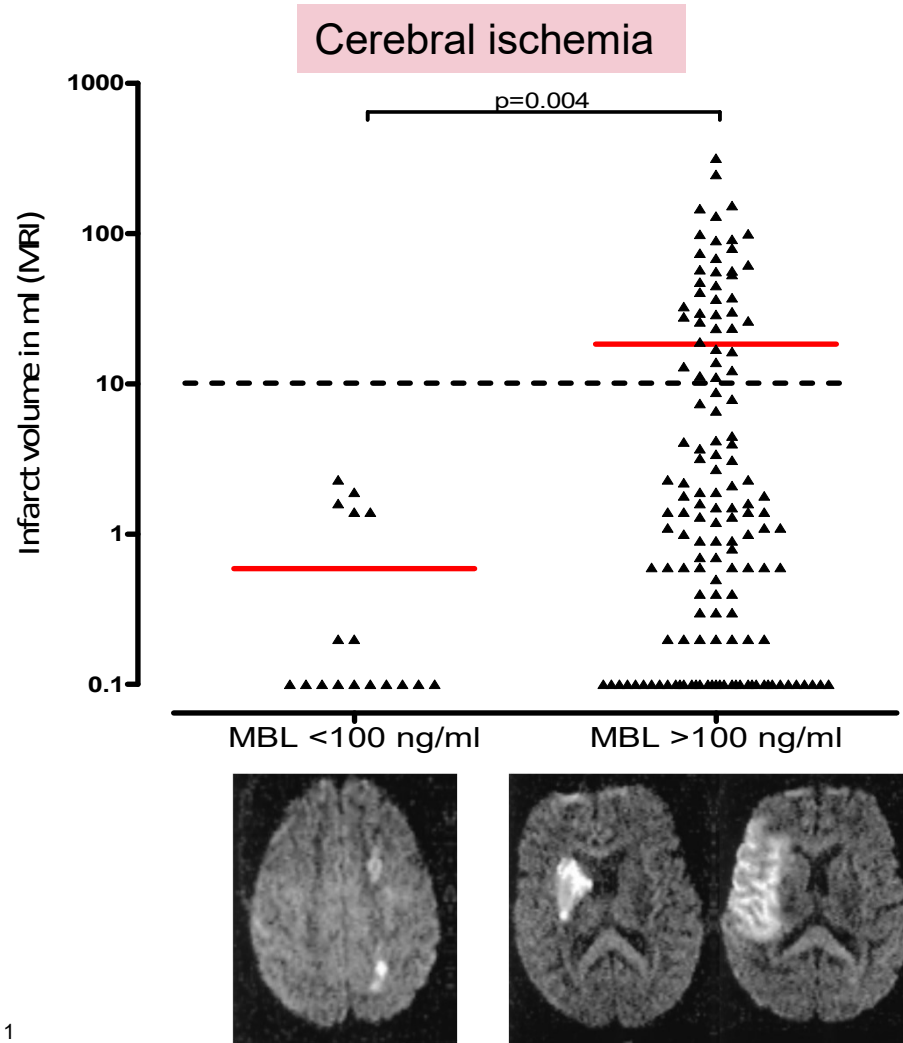 Cerebral ischemia
1000
p=0.004
100
10
1
0.1
Infarct volume in ml (MRI)
MBL <100 ng/ml
MBL >100 ng/ml
1